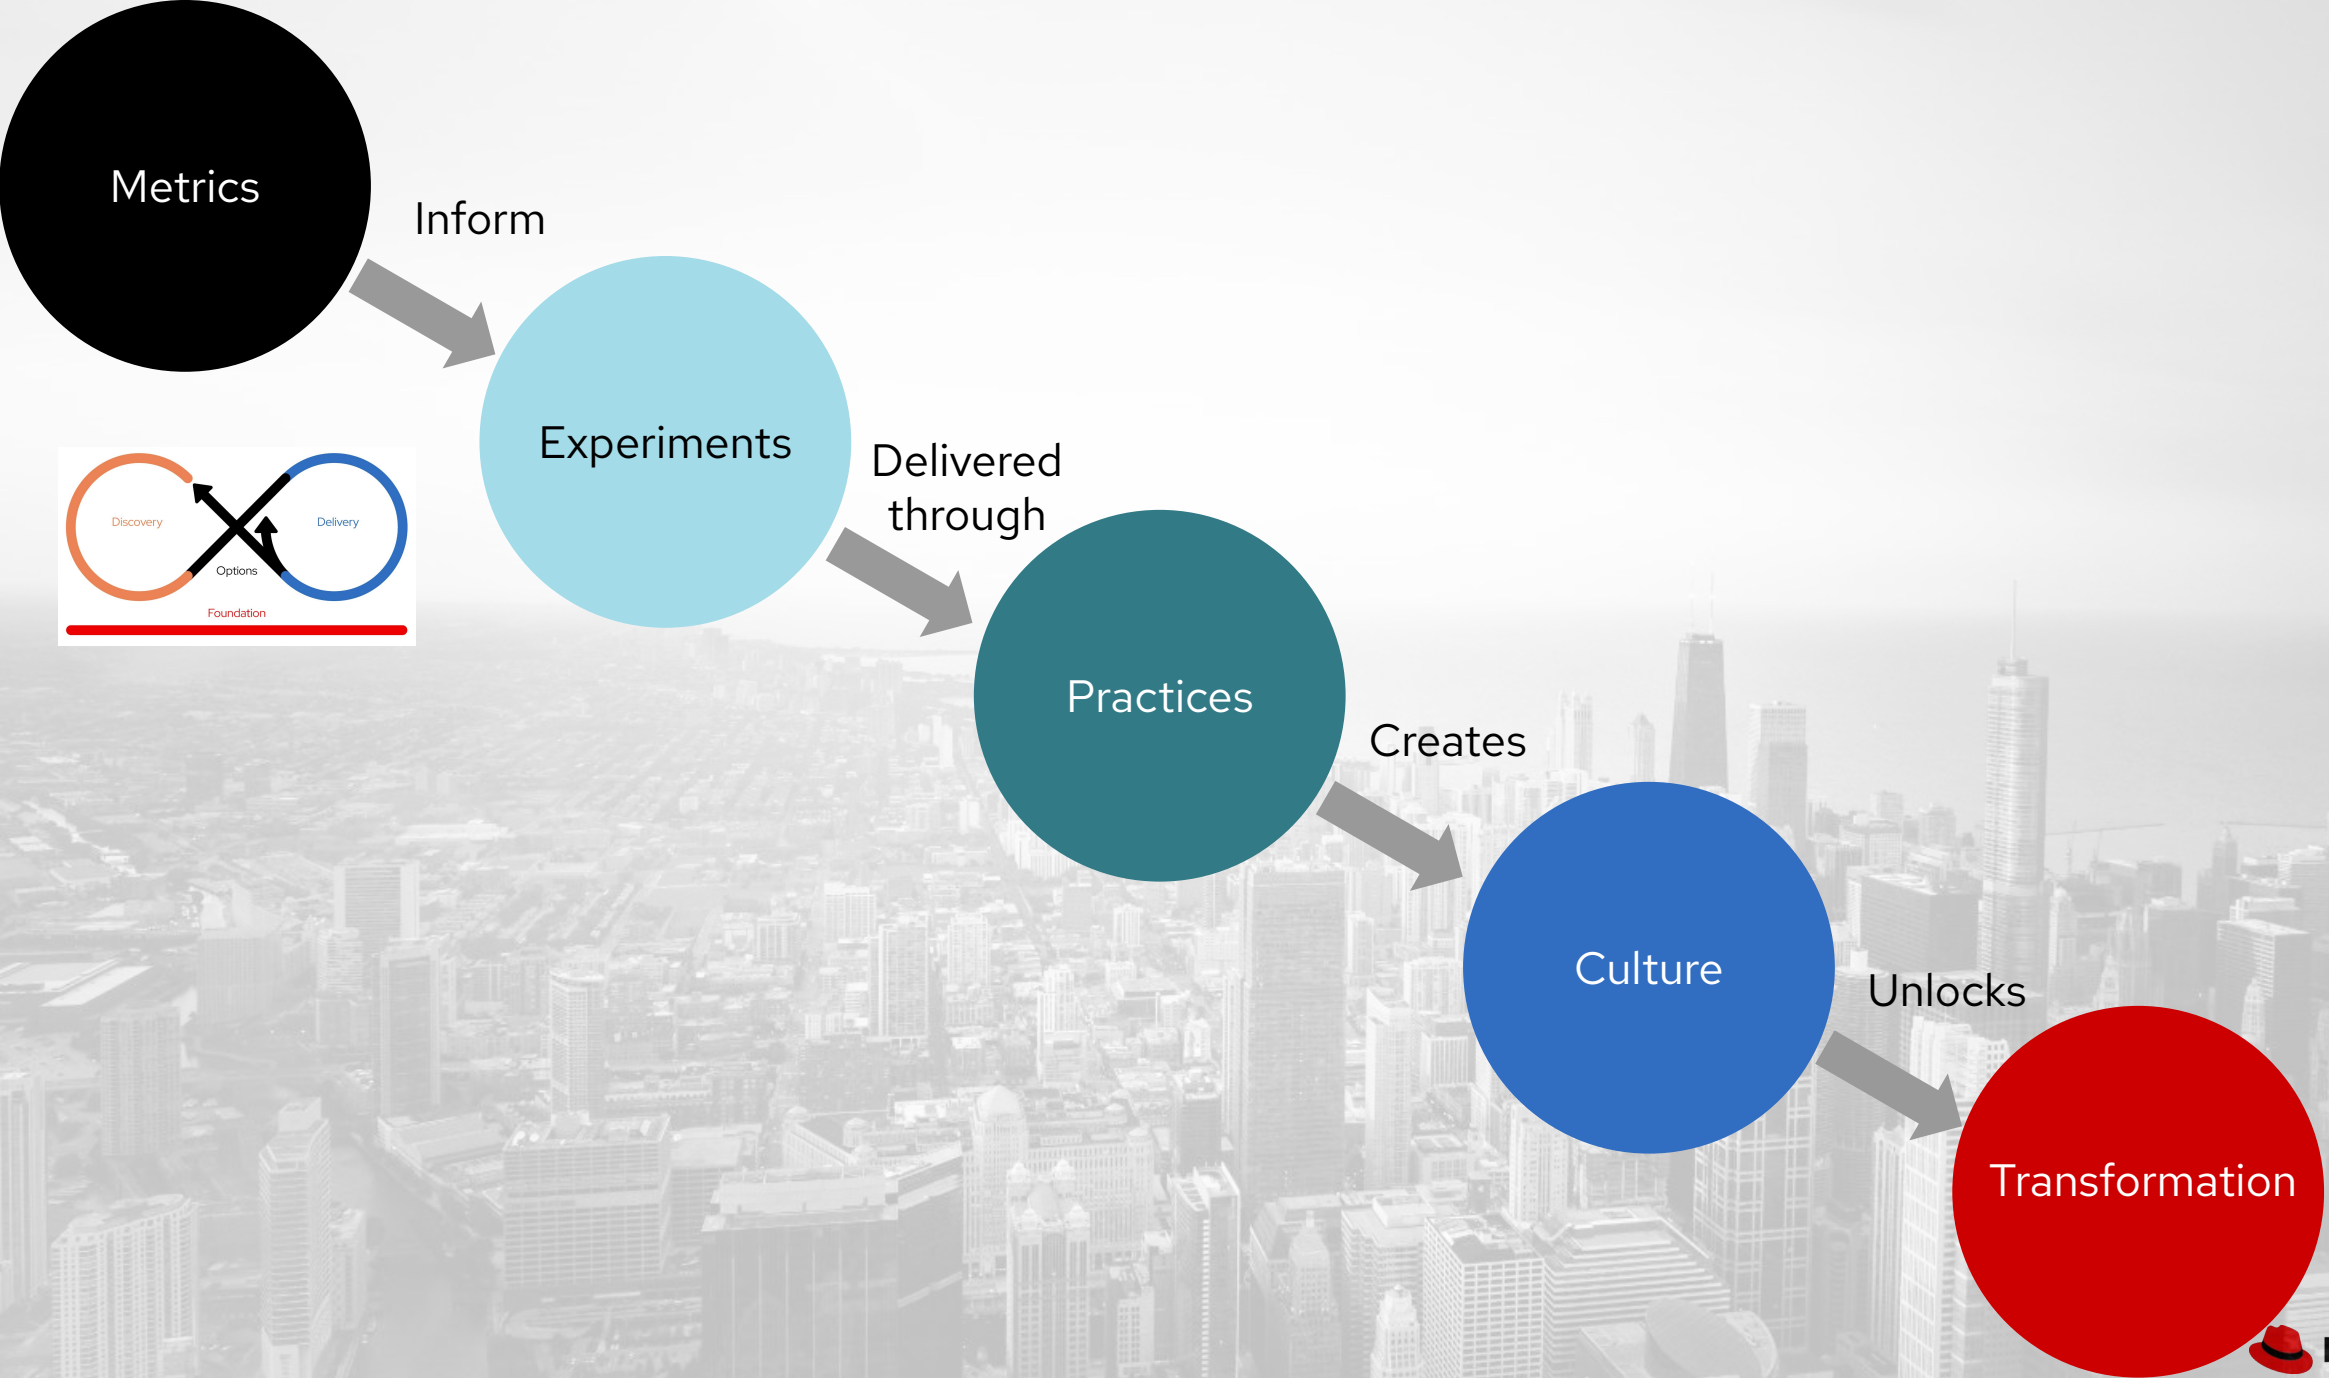 Metrics
Inform
Experiments
Delivered
through
Practices
Creates
Culture
Unlocks
Transformation
Discovery
Delivery
Options
Foundation